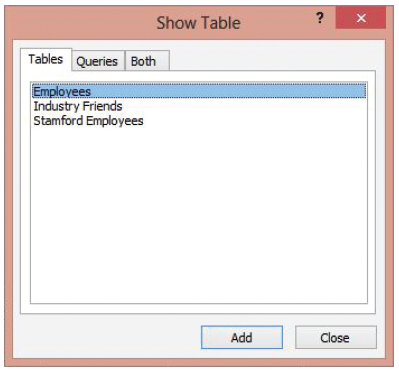 Show Table
?
Tables Queries Both
Employees
Industry Friends
Stamford Employees
Add Close